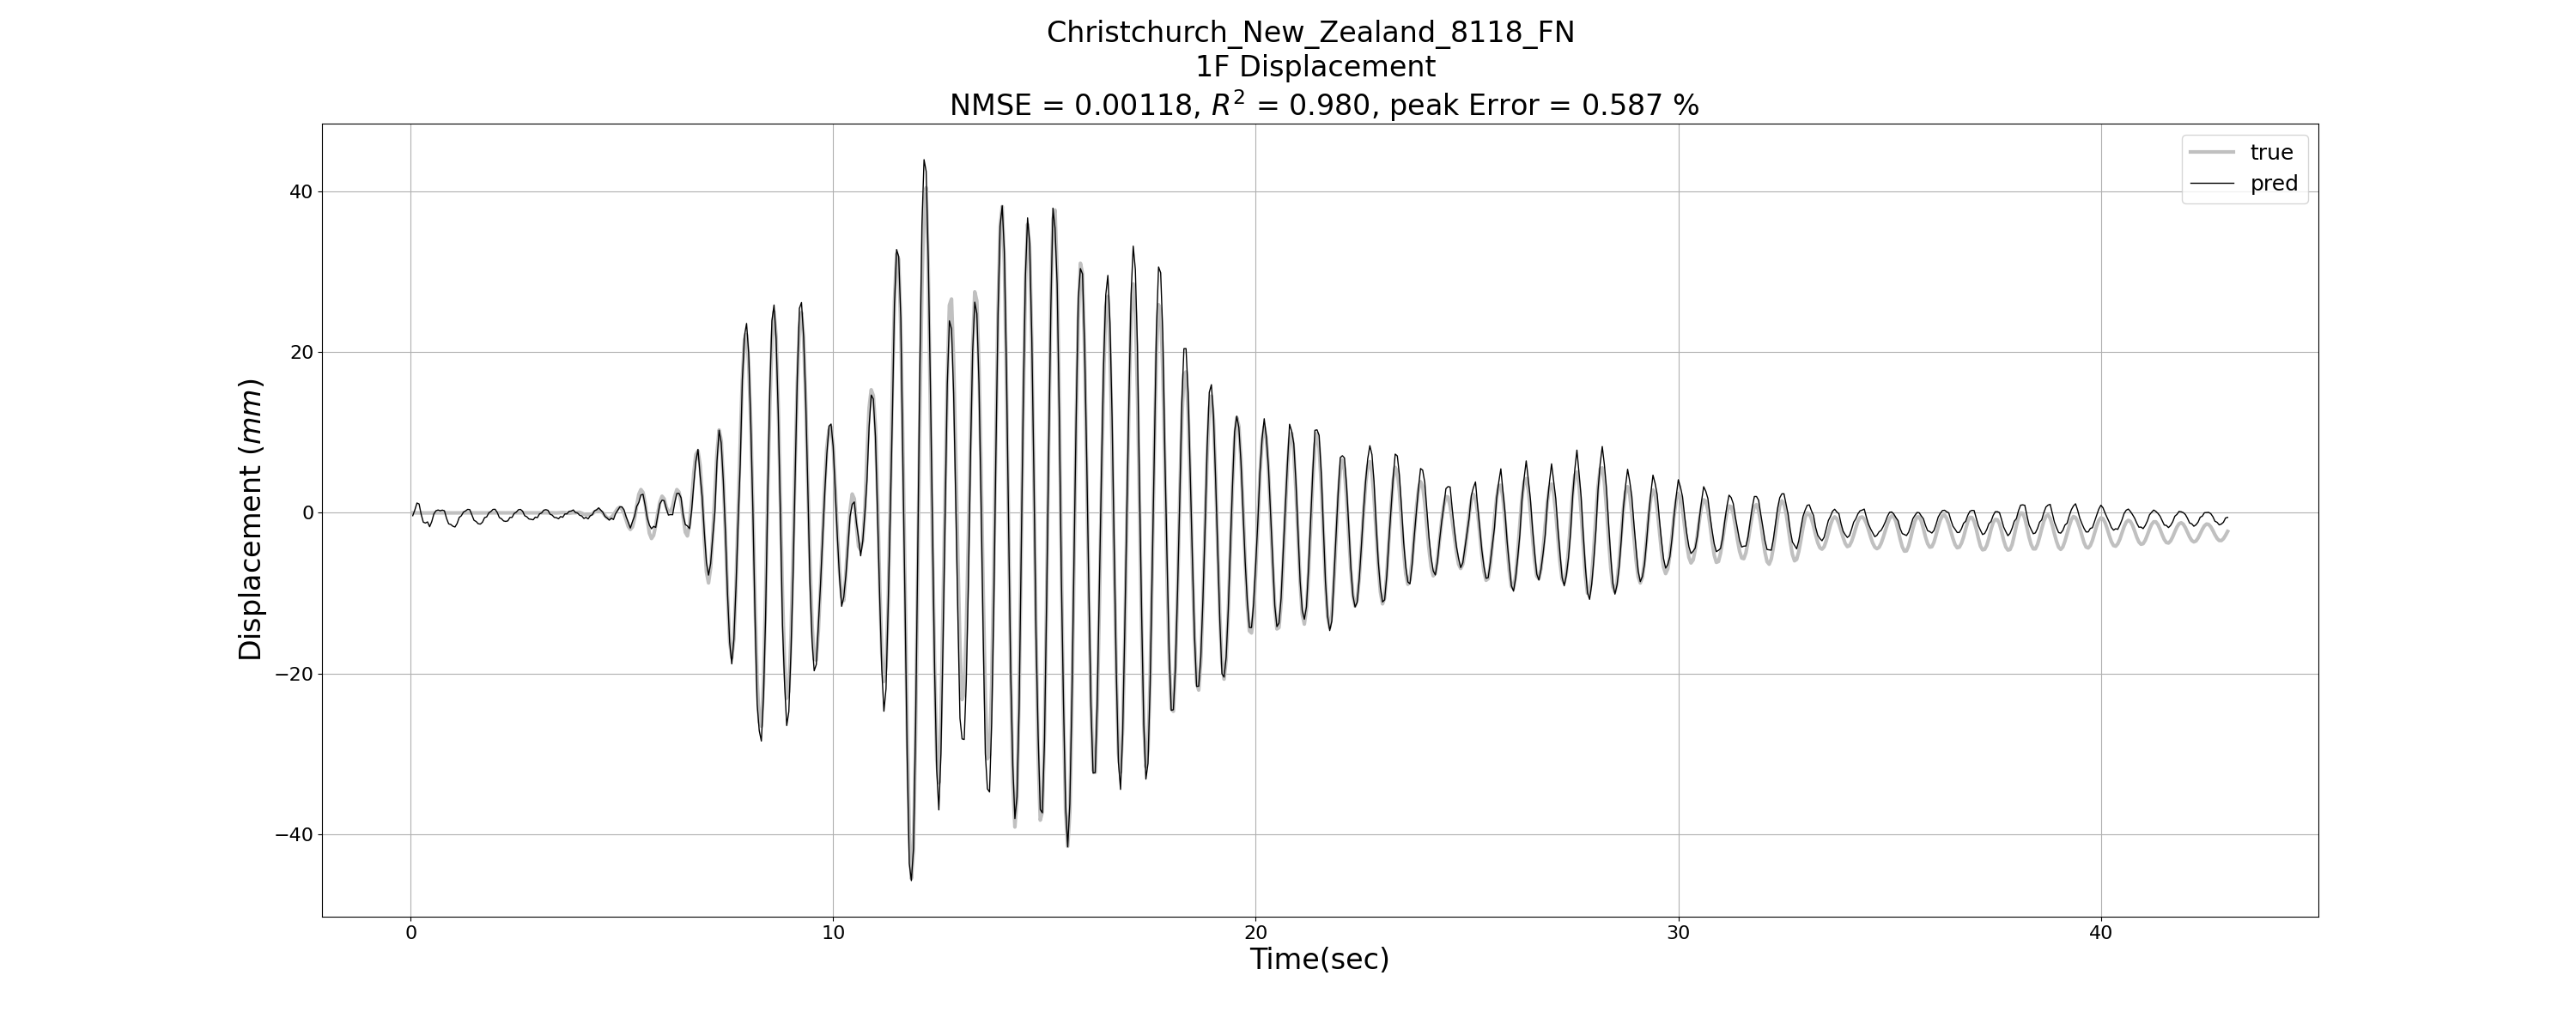 Christchurch_New_Zealand_8118_FN
1F Displacement
NMSE = 0.00118, R² = 0.980, peak Error = 0.587 %
true
pred
40
20
0
−20
−40
Displacement (mm)
0 10 20 30 40
Time(sec)